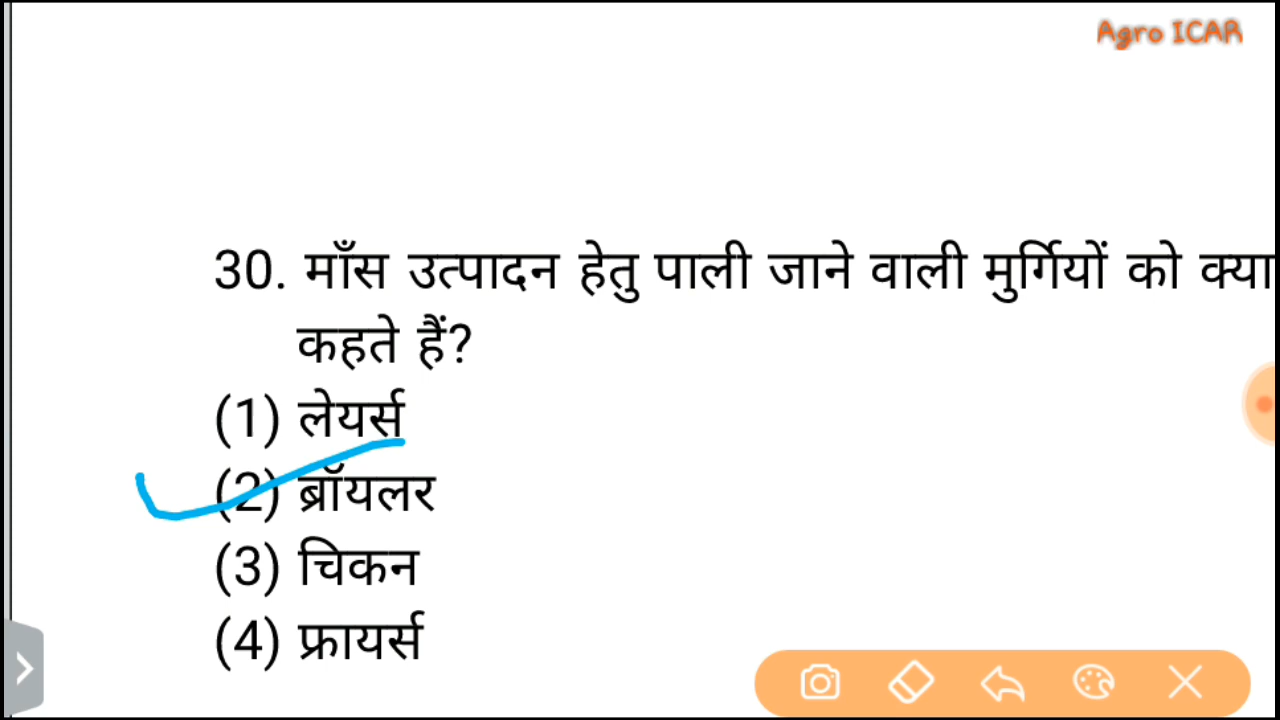 Agro ICAR
30. माँस उत्पादन हेतु पाली जाने वाली मुर्गियों को क्या
कहते हैं?
(1) लेयर्स
(2) ब्रॉयलर
(3) चिकन
(4) फ्रायर्स